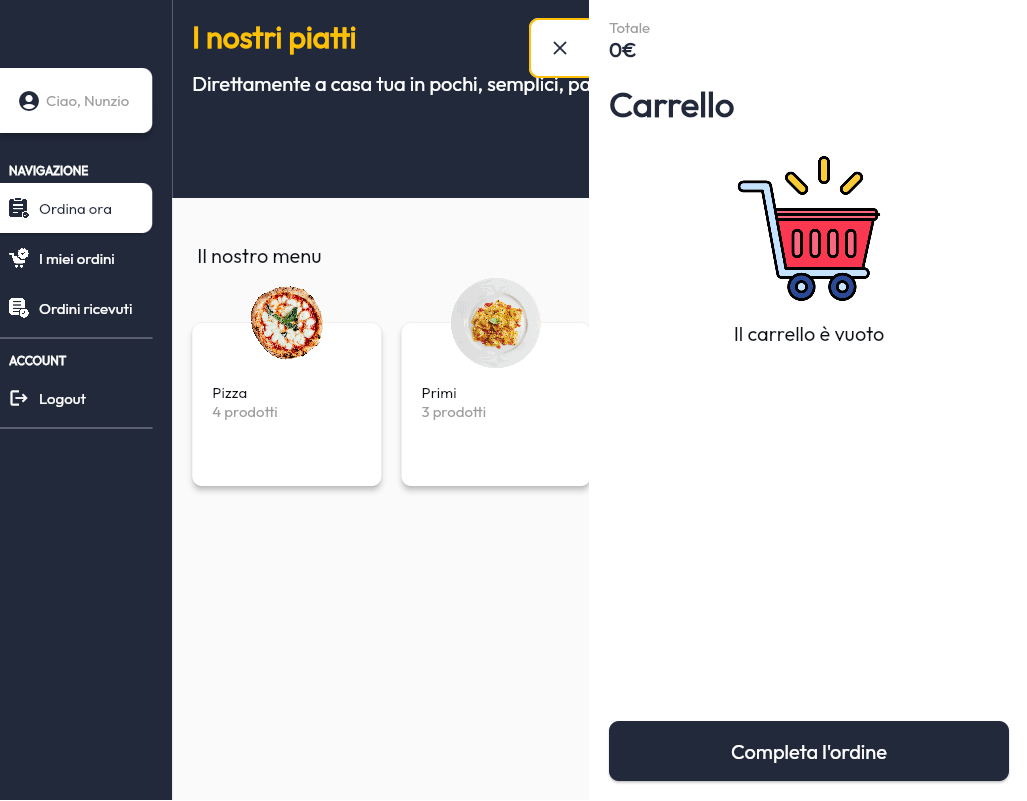 Ciao, Nunzio
NAVIGAZIONE
Ordina ora
I miei ordini
Ordini ricevuti
ACCOUNT
Logout
I nostri piatti
Direttamente a casa tua in pochi, semplici,
Il nostro menu
Pizza
4 prodotti
Primi
3 prodotti
Totale
0€
Carrello
Il carrello è vuoto
Completa l'ordine